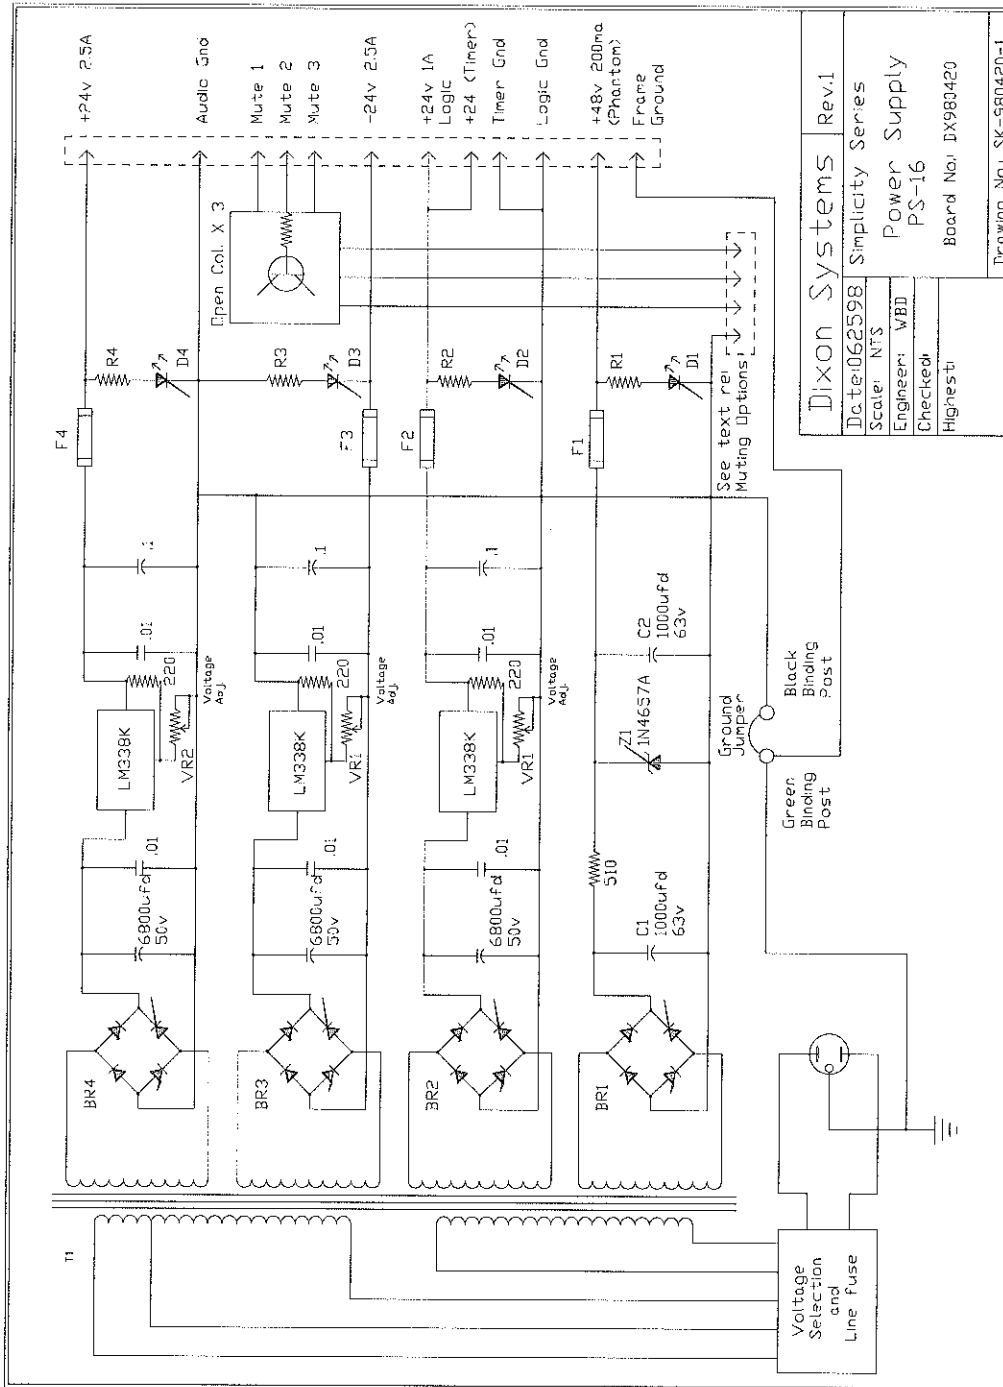 T1
BR4
6800ufd
50v
.01
LM338K
VR2
220
Voltage
Adj.
.01
.1
F4
R4
D4
+24v 2.5A
Audio Gnd
BR3
6800ufd
50v
.01
LM338K
VR1
220
Voltage
Adj.
.01
.1
F3
R3
D3
Open Col. X 3
Mute 1
Mute 2
Mute 3
-24v 2.5A
BR2
6800ufd
50v
.01
LM338K
VR1
220
Voltage
Adj.
.01
.1
F2
R2
D2
+24v 1A
Logic
+24 (Timer)
Timer Gnd
Logic Gnd
BR1
C1
1000ufd
63v
510
Z1
1N4657A
C2
1000ufd
63v
F1
R1
D1
+48v 200ma
(Phantom)
Frame
Ground
See text re:
Muting Options:
Voltage
Selection
and
Line fuse
Green
Binding
Post
Ground
Jumper
Black
Binding
Post
Dixon Systems Rev.1
Date:062598 Simplicity Series
Scale: NTS
Power Supply
Engineer: WBD
PS-16
Checked:
Highest:
Board No: DX980420
Drawing No: SK-980420-1